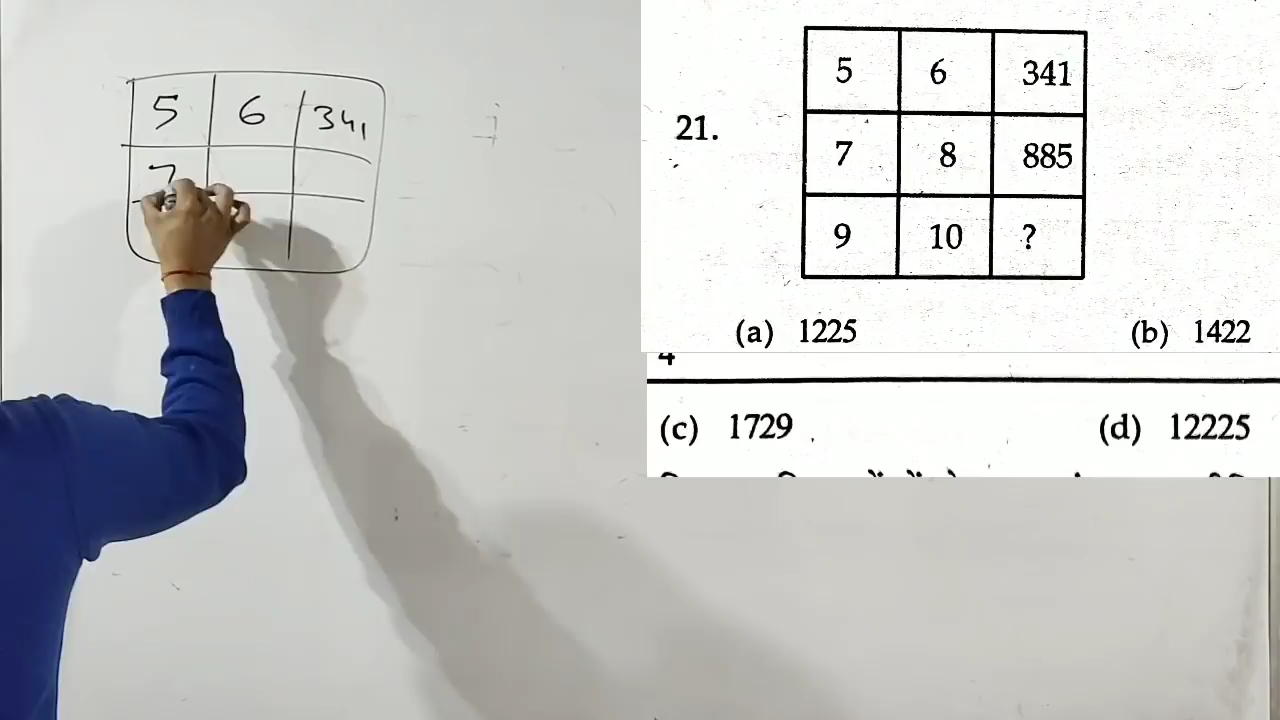 5 6 341
7
21.
5 6 341
7 8 885
9 10 ?
(a) 1225 (b) 1422
4
(c) 1729 (d) 12225